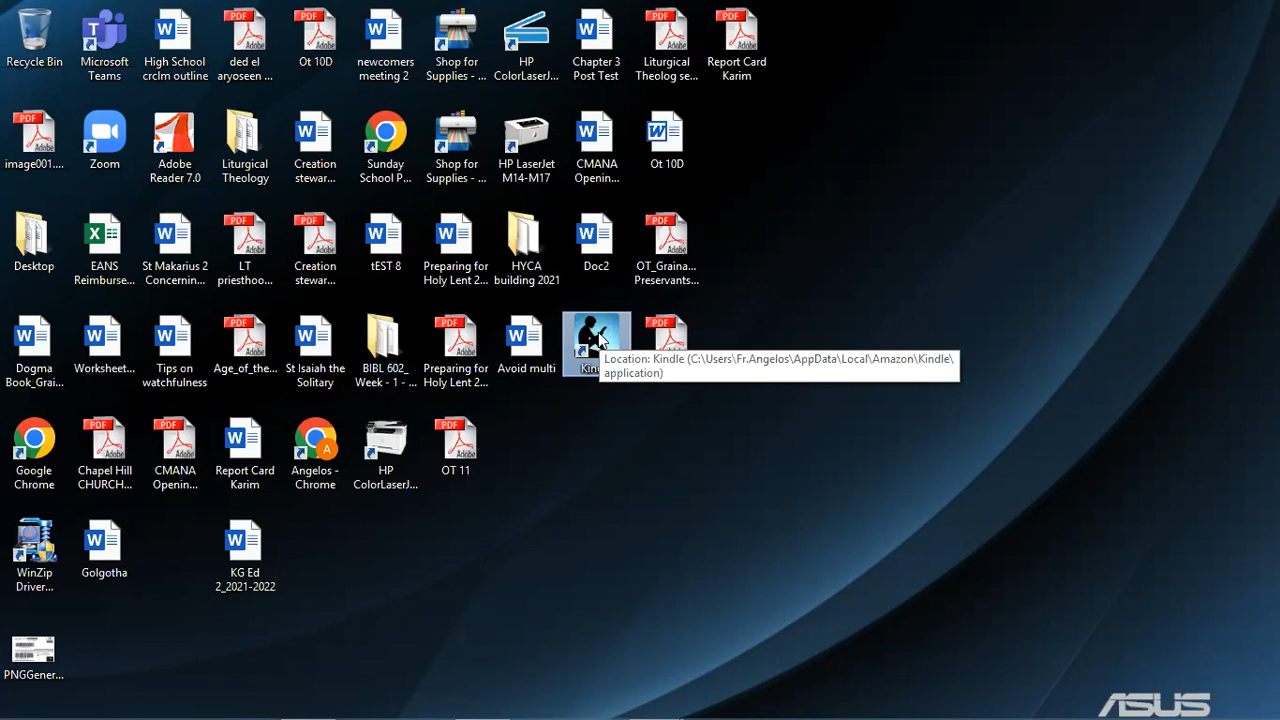 Recycle Bin
Microsoft
Teams
High School
crclm outline
ded el
aryoseen ...
Ot 10D
newcomers
meeting 2
Shop for
Supplies - ...
HP
ColorLaserJ...
Chapter 3
Post Test
Liturgical
Theolog se...
Report Card
Karim
image001....
Zoom
Adobe
Reader 7.0
Liturgical
Theology
Creation
stewar...
Sunday
School P...
Shop for
Supplies - ...
HP LaserJet
M14-M17
CMANA
Openin...
Ot 10D
Desktop
EANS
Reimburse...
St Makarius 2
Concernin...
LT
priesthoo...
Creation
stewar...
tEST 8
Preparing for
Holy Lent 2...
HYCA
building 2021
Doc2
OT_Graina...
Preservants...
Dogma
Book_Grai...
Worksheet...
Tips on
watchfulness
Age_of_the...
St Isaiah the
Solitary
BIBL 602_
Week - 1 - ...
Preparing for
Holy Lent 2...
Avoid multi
Location: Kindle (C:\Users\Fr.Angelos\AppData\Local\Amazon\Kindle\
application)
Google
Chrome
Chapel Hill
CHURCH...
CMANA
Openin...
Report Card
Karim
Angelos -
Chrome
HP
ColorLaserJ...
OT 11
WinZip
Driver...
Golgotha
KG Ed
2_2021-2022
PNGGener...
ASUS